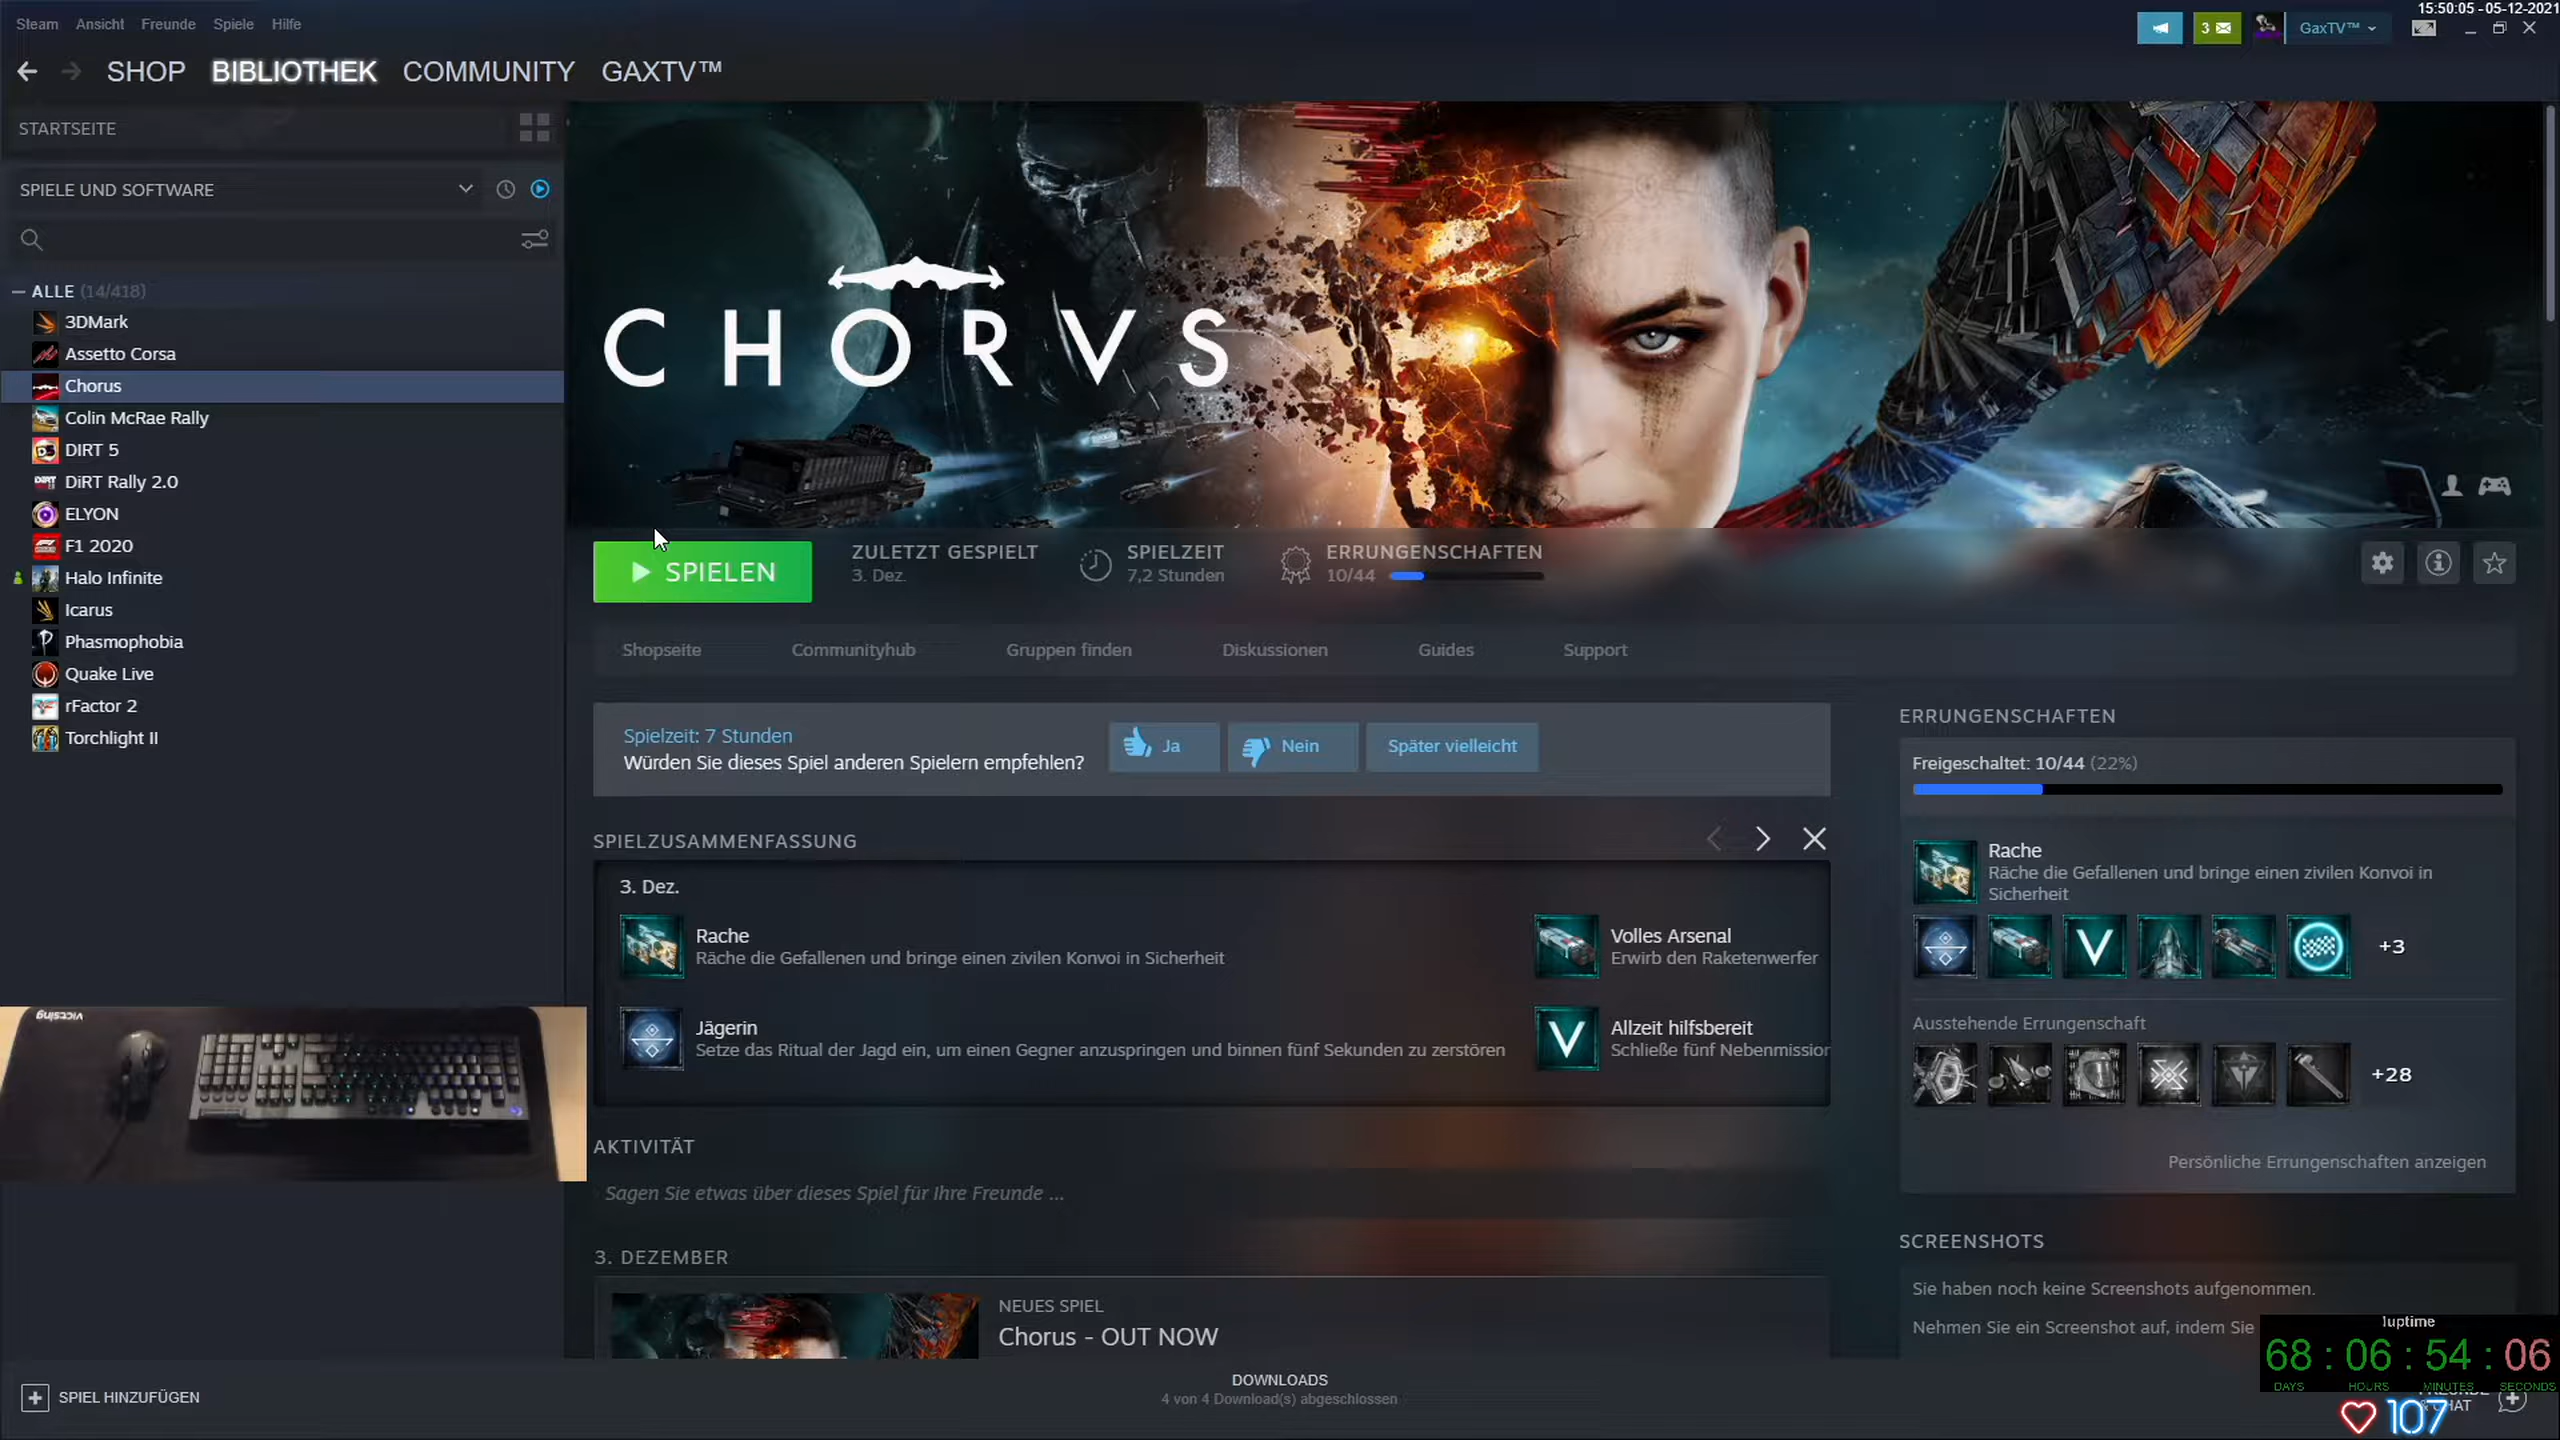 15:50:05 -05-12-2021
Steam Ansicht Freunde Spiele Hilfe
3
GaxTV™
SHOP BIBLIOTHEK COMMUNITY GAXTV™
STARTSEITE
SPIELE UND SOFTWARE
ALLE (14/418)
3DMark
Assetto Corsa
Chorus
Colin McRae Rally
DIRT 5
DiRT Rally 2.0
ELYON
F1 2020
Halo Infinite
Icarus
Phasmophobia
Quake Live
rFactor 2
Torchlight II
CHORVS
SPIELEN
ZULETZT GESPIELT
3. Dez.
SPIELZEIT
7,2 Stunden
ERRUNGENSCHAFTEN
10/44
Shopseite Communityhub Gruppen finden Diskussionen Guides Support
Spielzeit: 7 Stunden
Würden Sie dieses Spiel anderen Spielern empfehlen?
Ja Nein Später vielleicht
SPIELZUSAMMENFASSUNG
3. Dez.
Rache
Räche die Gefallenen und bringe einen zivilen Konvoi in Sicherheit
Volles Arsenal
Erwirb den Raketenwerfer
Jägerin
Setze das Ritual der Jagd ein, um einen Gegner anzuspringen und binnen fünf Sekunden zu zerstören
Allzeit hilfsbereit
Schließe fünf Nebenmission
AKTIVITÄT
Sagen Sie etwas über dieses Spiel für Ihre Freunde ...
3. DEZEMBER
NEUES SPIEL
Chorus - OUT NOW
ERRUNGENSCHAFTEN
Freigeschaltet: 10/44 (22%)
Rache
Räche die Gefallenen und bringe einen zivilen Konvoi in
Sicherheit
+3
Ausstehende Errungenschaft
+28
Persönliche Errungenschaften anzeigen
SCREENSHOTS
Sie haben noch keine Screenshots aufgenommen.
Nehmen Sie ein Screenshot auf, indem Sie
!uptime
68 : 06 : 54 : 06
DAYS HOURS MINUTES SECONDS
107
victsing
SPIEL HINZUFÜGEN
DOWNLOADS
4 von 4 Download(s) abgeschlossen